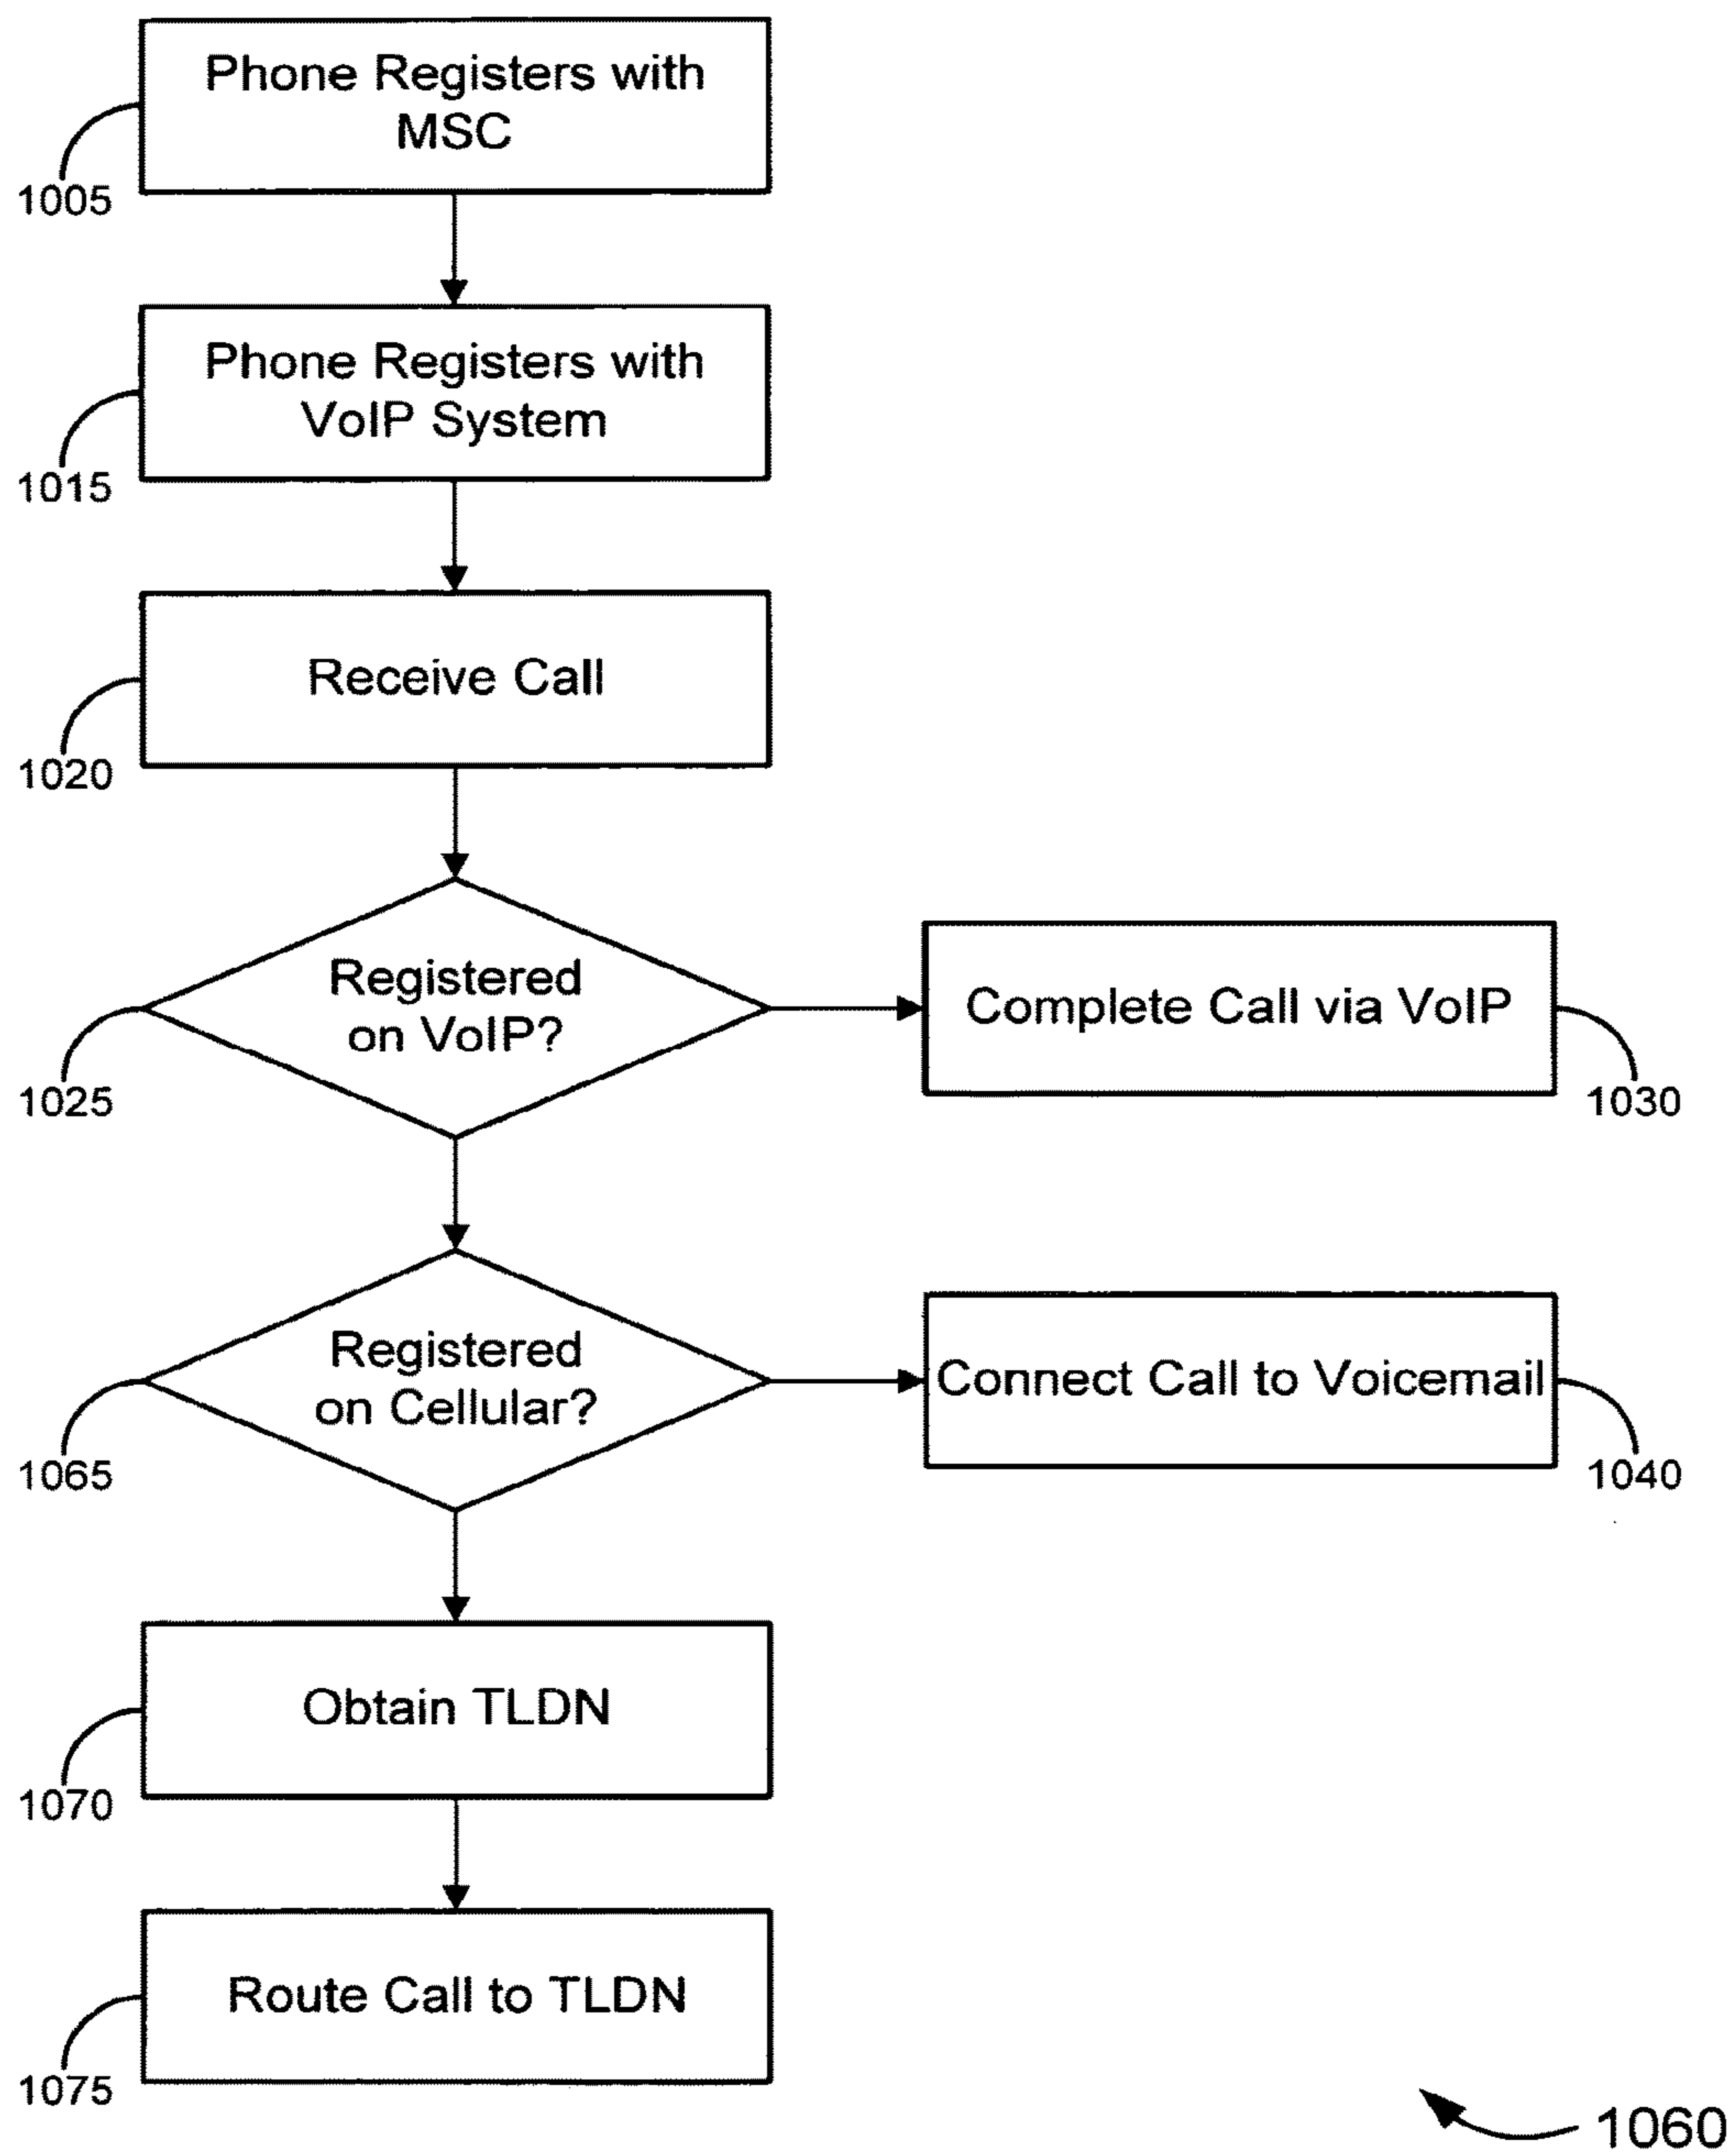 Phone Registers with
MSC
1005
Phone Registers with
VoIP System
1015
Receive Call
1020
Registered
on VoIP?
1025
Complete Call via VoIP
1030
Registered
on Cellular?
1065
Connect Call to Voicemail
1040
Obtain TLDN
1070
Route Call to TLDN
1075
1060